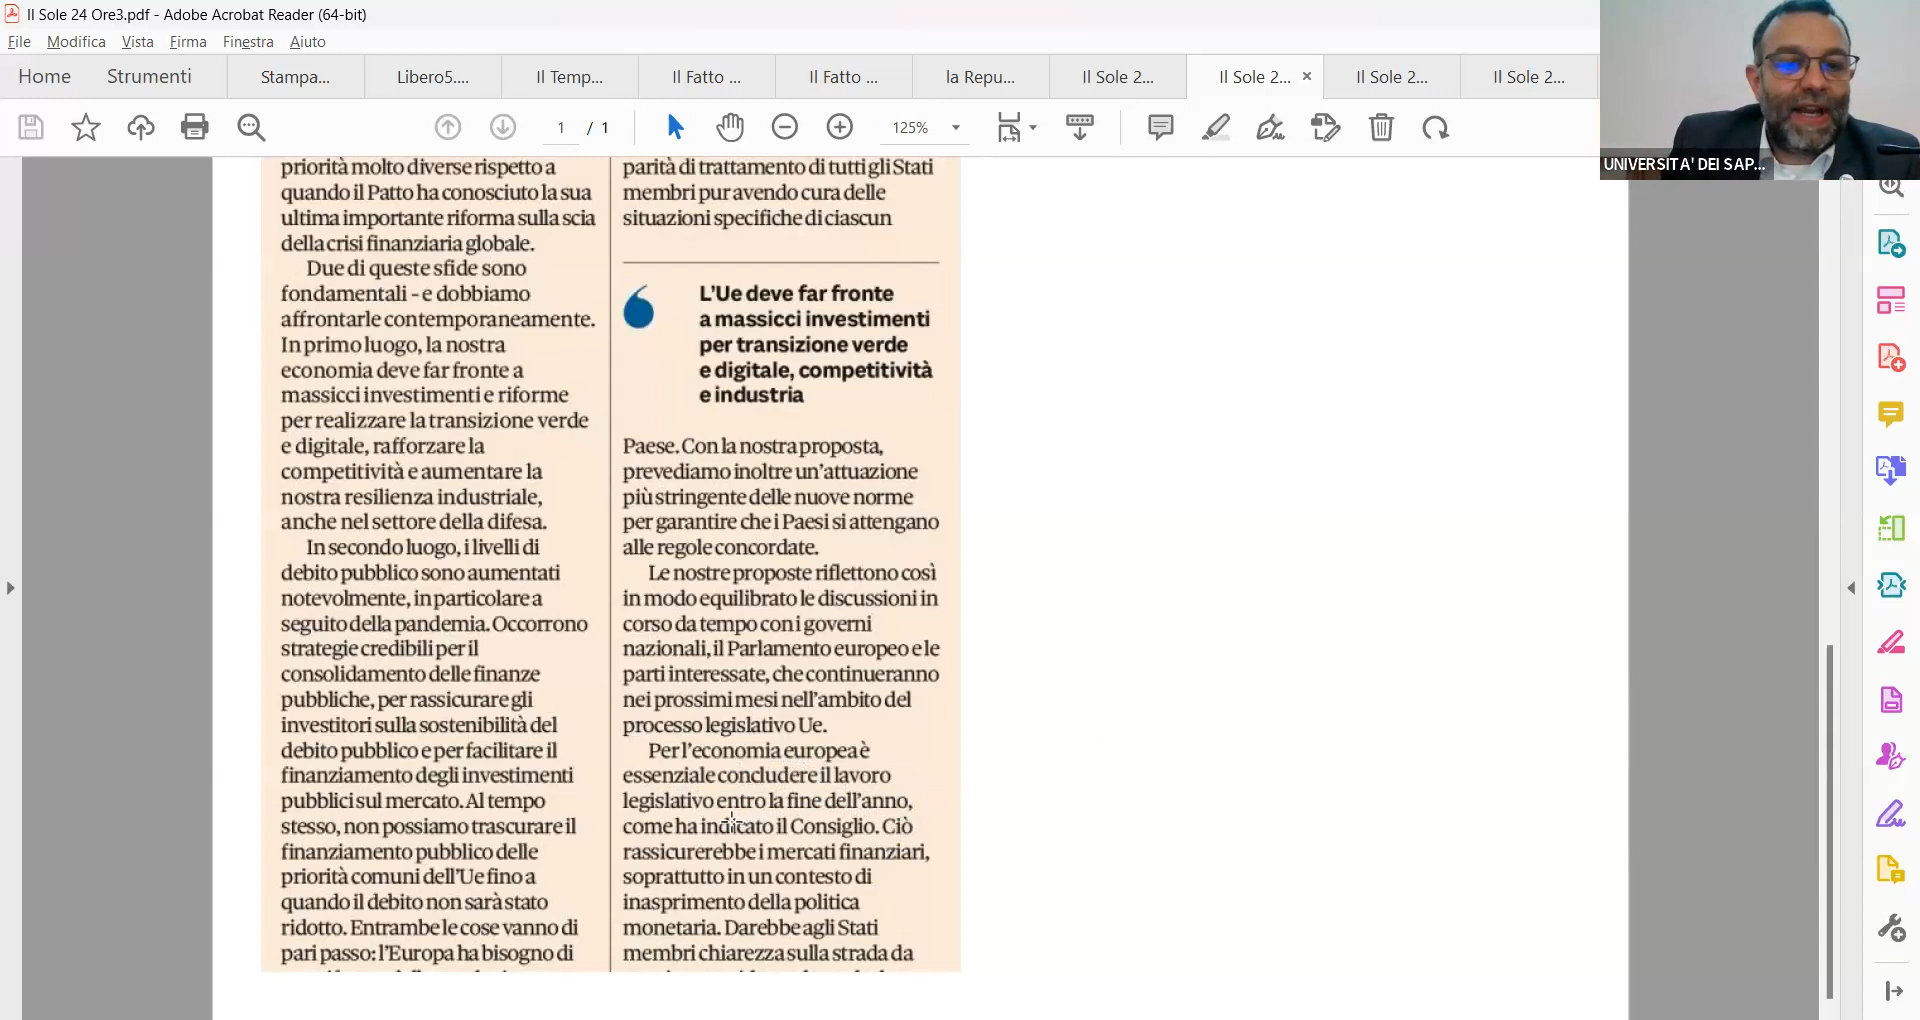 Il Sole 24 Ore3.pdf - Adobe Acrobat Reader (64-bit)
File Modifica Vista Firma Finestra Aiuto
Home Strumenti Stampa... Libero5.... Il Temp... Il Fatto ... Il Fatto ... la Repu... Il Sole 2... Il Sole 2... × Il Sole 2... Il Sole 2...
1 / 1 125%
UNIVERSITA' DEI SAP...
priorità molto diverse rispetto a
quando il Patto ha conosciuto la sua
ultima importante riforma sulla scia
della crisi finanziaria globale.
Due di queste sfide sono
fondamentali - e dobbiamo
affrontarle contemporaneamente.
In primo luogo, la nostra
economia deve far fronte a
massicci investimenti e riforme
per realizzare la transizione verde
e digitale, rafforzare la
competitività e aumentare la
nostra resilienza industriale,
anche nel settore della difesa.
In secondo luogo, i livelli di
debito pubblico sono aumentati
notevolmente, in particolare a
seguito della pandemia. Occorrono
strategie credibili per il
consolidamento delle finanze
pubbliche, per rassicurare gli
investitori sulla sostenibilità del
debito pubblico e per facilitare il
finanziamento degli investimenti
pubblici sul mercato. Al tempo
stesso, non possiamo trascurare il
finanziamento pubblico delle
priorità comuni dell'Ue fino a
quando il debito non sarà stato
ridotto. Entrambe le cose vanno di
pari passo: l'Europa ha bisogno di
parità di trattamento di tutti gli Stati
membri pur avendo cura delle
situazioni specifiche di ciascun
L'Ue deve far fronte
a massicci investimenti
per transizione verde
e digitale, competitività
e industria
Paese. Con la nostra proposta,
prevediamo inoltre un'attuazione
più stringente delle nuove norme
per garantire che i Paesi si attengano
alle regole concordate.
Le nostre proposte riflettono così
in modo equilibrato le discussioni in
corso da tempo con i governi
nazionali, il Parlamento europeo e le
parti interessate, che continueranno
nei prossimi mesi nell'ambito del
processo legislativo Ue.
Per l'economia europea è
essenziale concludere il lavoro
legislativo entro la fine dell'anno,
come ha indicato il Consiglio. Ciò
rassicurerebbe i mercati finanziari,
soprattutto in un contesto di
inasprimento della politica
monetaria. Darebbe agli Stati
membri chiarezza sulla strada da